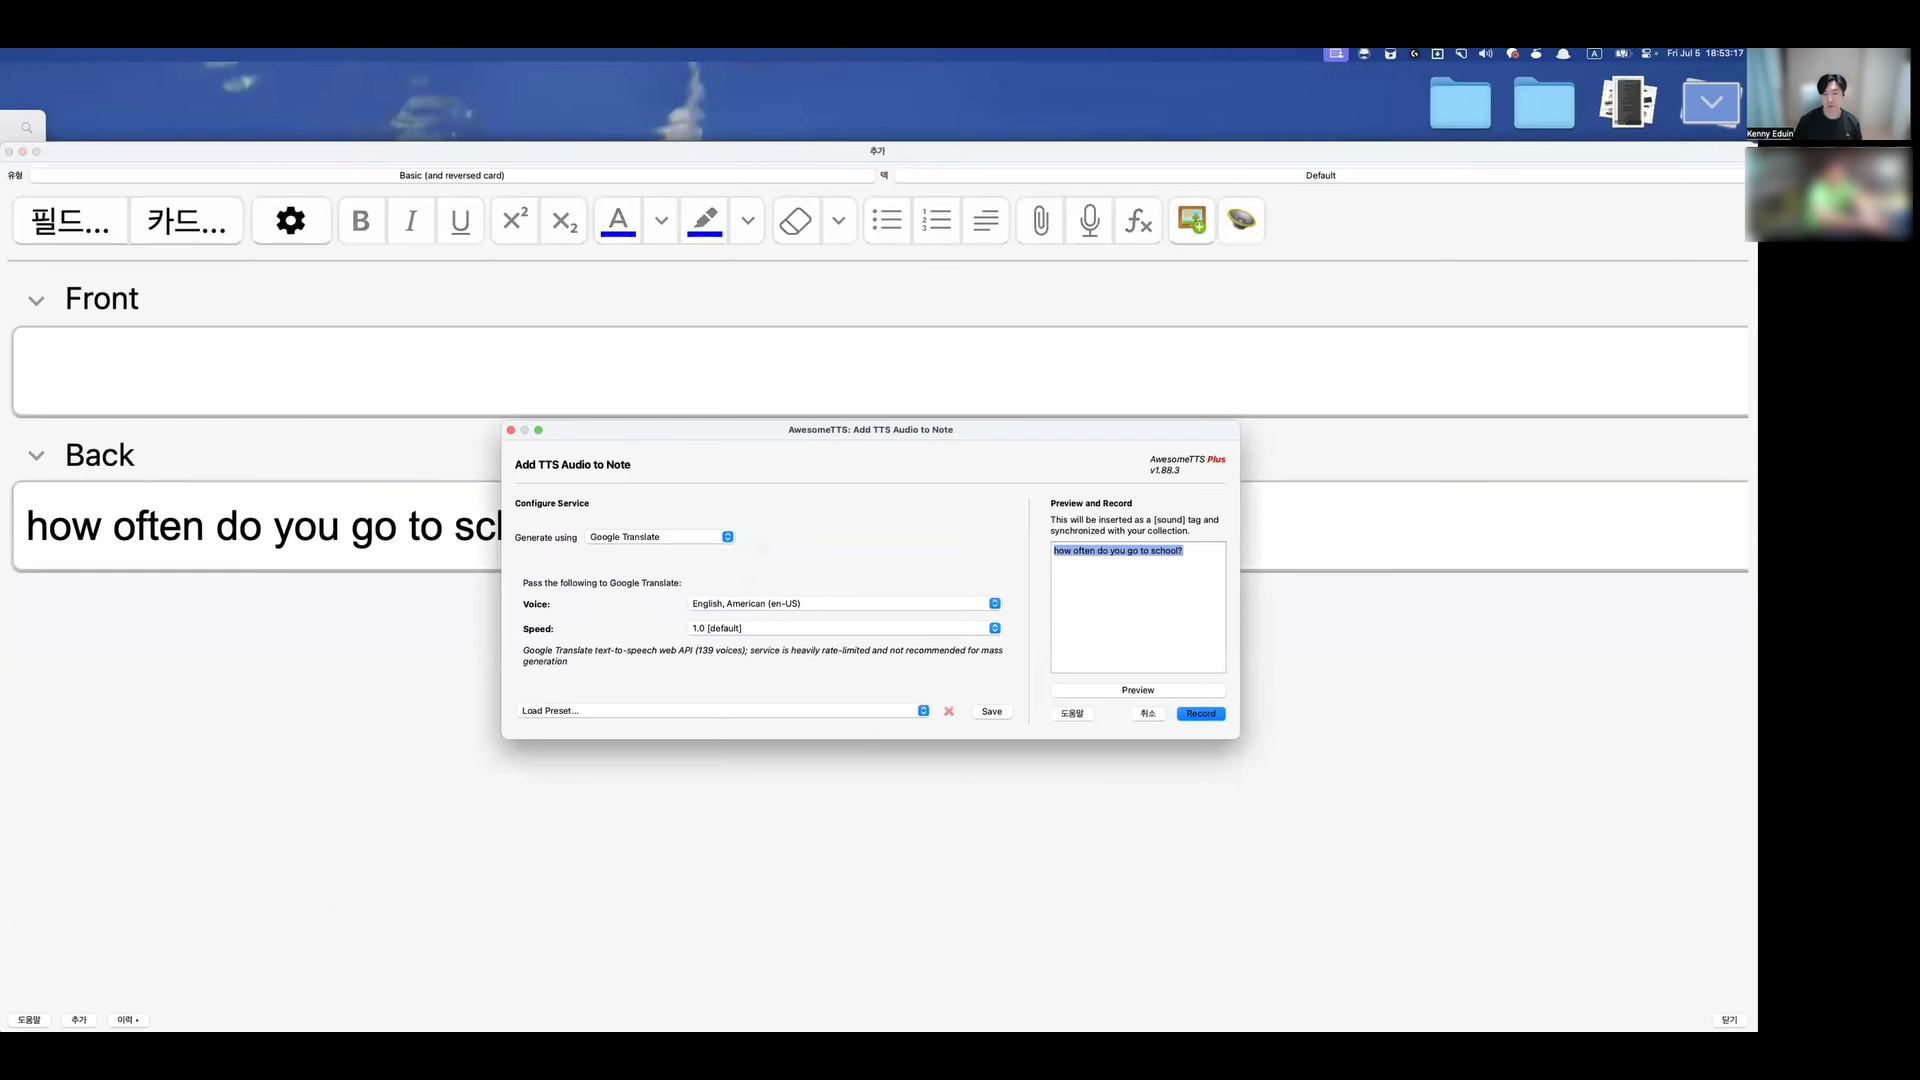 A
Fri Jul 5 18:53:17
Kenny Eduin
추가
유형
Basic (and reversed card)
덱
Default
필드...
카드...
B I U X² X₂ A
fx
Front
Back
how often do you go to sch
AwesomeTTS: Add TTS Audio to Note
Add TTS Audio to Note
AwesomeTTS Plus
v1.88.3
Configure Service
Generate using
Google Translate
Pass the following to Google Translate:
Voice:
English, American (en-US)
Speed:
1.0 [default]
Google Translate text-to-speech web API (139 voices); service is heavily rate-limited and not recommended for mass
generation
Load Preset...
Save
Preview and Record
This will be inserted as a [sound] tag and
synchronized with your collection.
how often do you go to school?
Preview
도움말
취소
Record
도움말
추가
이력
닫기